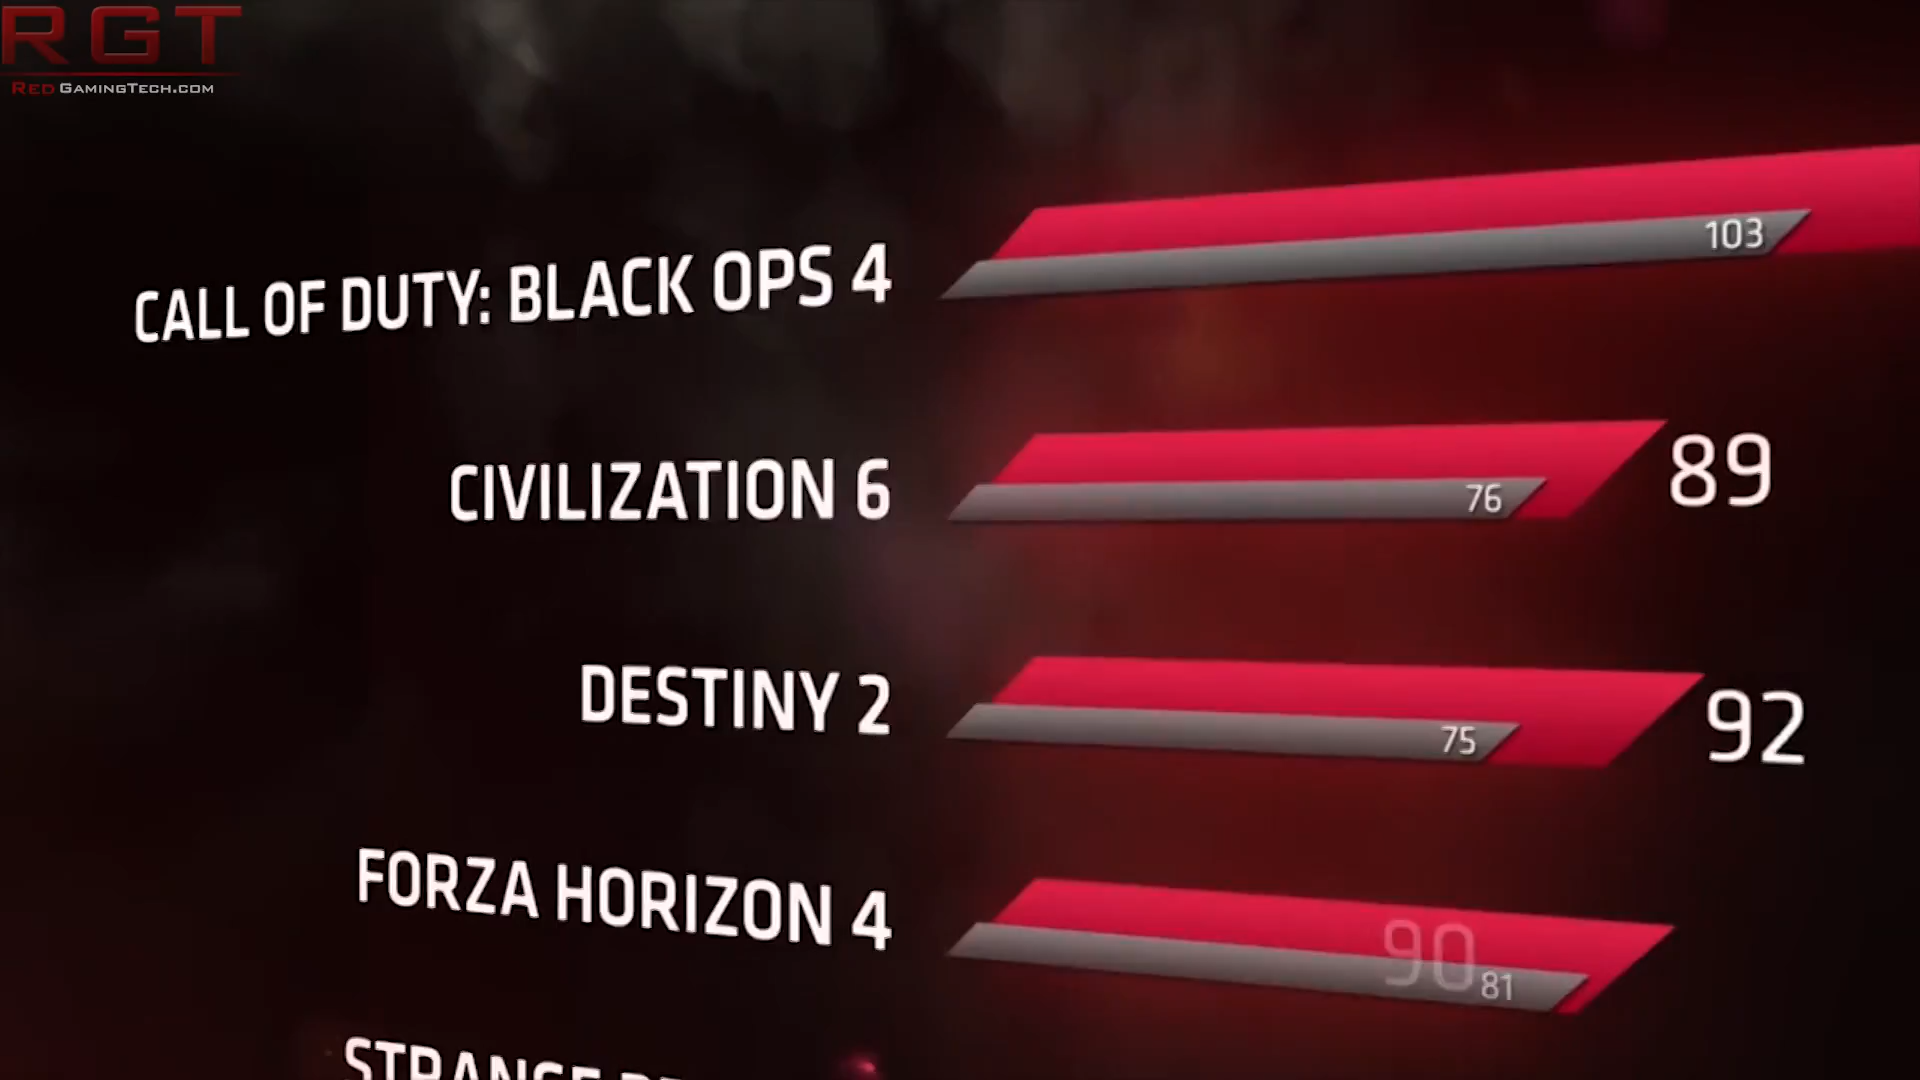 RGT
REDGAMINGTECH.COM
CALL OF DUTY: BLACK OPS 4
103
CIVILIZATION 6
76
89
DESTINY 2
75
92
FORZA HORIZON 4
90
81
STRANGE